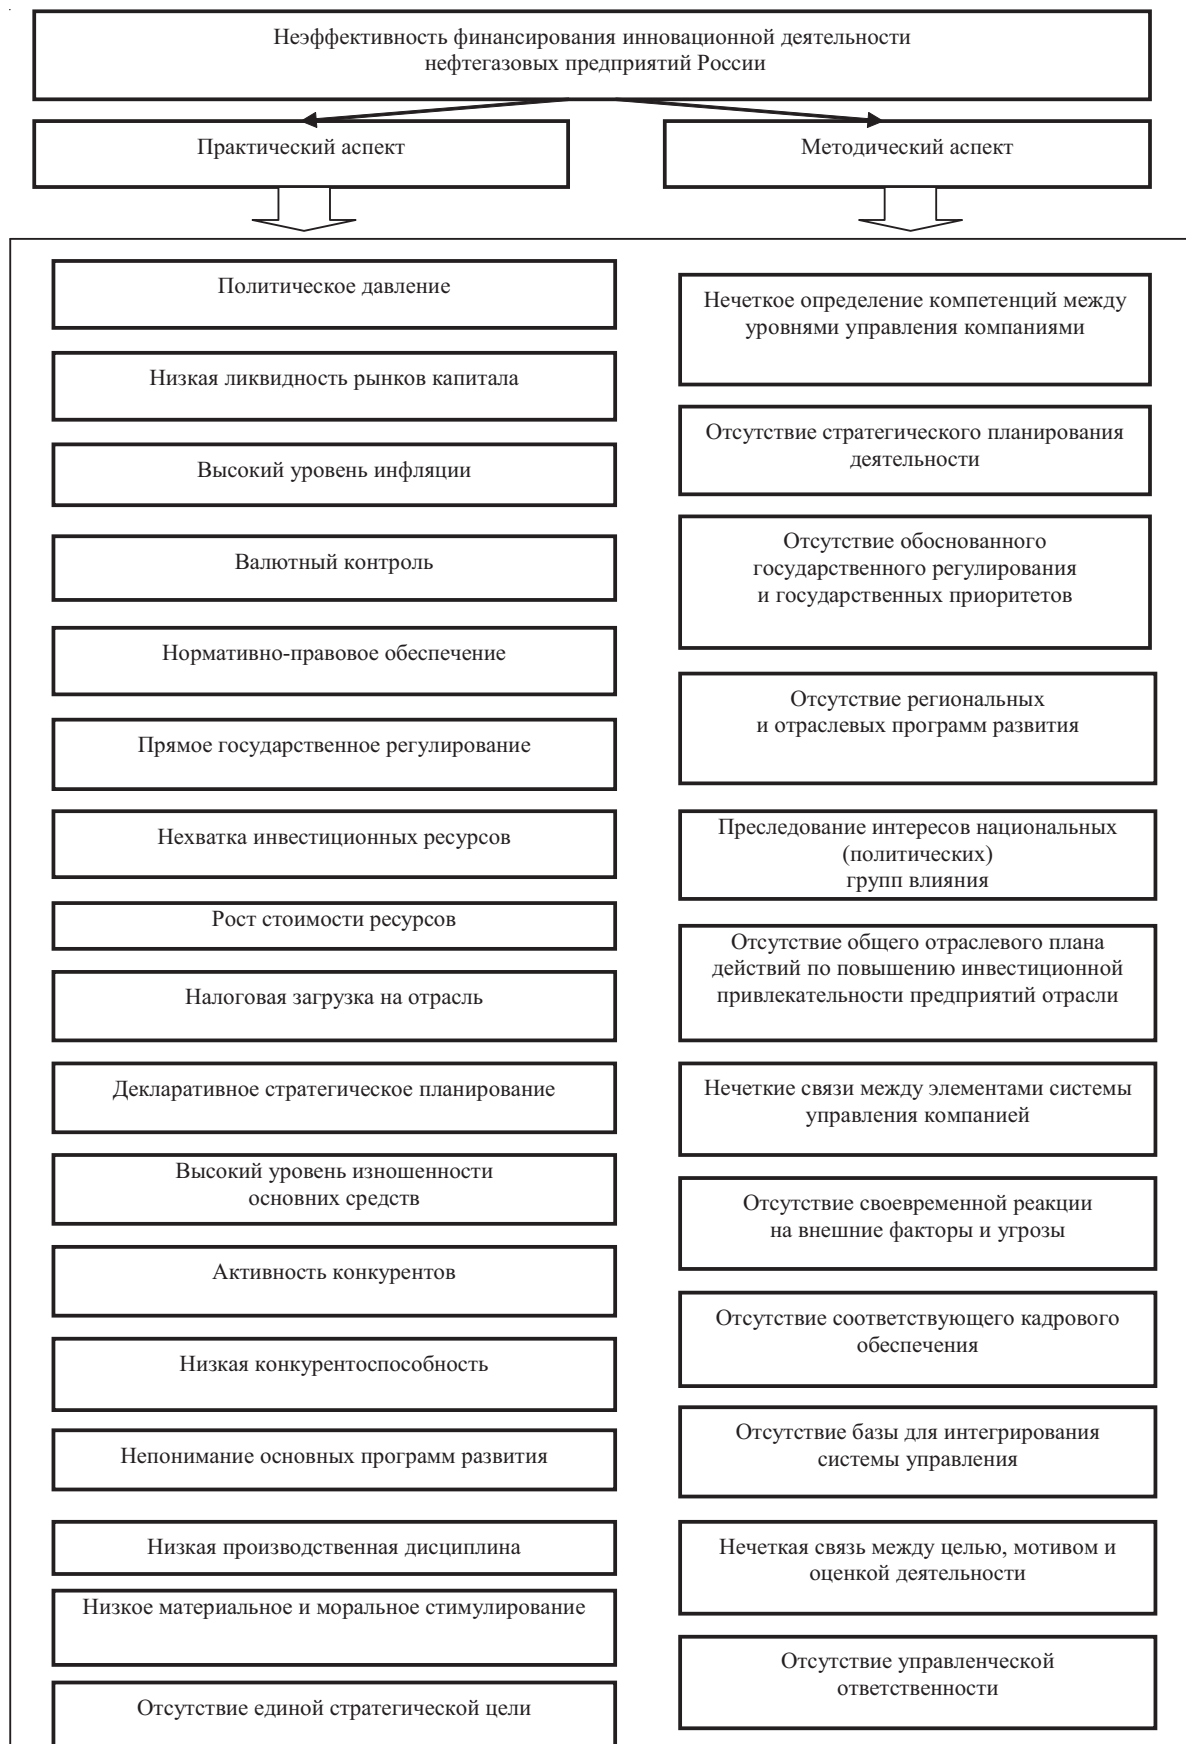 Неэффективность финансирования инновационной деятельности
нефтегазовых предприятий России
Практический аспект
Методический аспект
Политическое давление
Низкая ликвидность рынков капитала
Высокий уровень инфляции
Валютный контроль
Нормативно-правовое обеспечение
Прямое государственное регулирование
Нехватка инвестиционных ресурсов
Рост стоимости ресурсов
Налоговая загрузка на отрасль
Декларативное стратегическое планирование
Высокий уровень изношенности
основних средств
Активность конкурентов
Низкая конкурентоспособность
Непонимание основных программ развития
Низкая производственная дисциплина
Низкое материальное и моральное стимулирование
Отсутствие единой стратегической цели
Нечеткое определение компетенций между
уровнями управления компаниями
Отсутствие стратегического планирования
деятельности
Отсутствие обоснованного
государственного регулирования
и государственных приоритетов
Отсутствие региональных
и отраслевых программ развития
Преследование интересов национальных
(политических)
групп влияния
Отсутствие общего отраслевого плана
действий по повышению инвестиционной
привлекательности предприятий отрасли
Нечеткие связи между элементами системы
управления компанией
Отсутствие своевременной реакции
на внешние факторы и угрозы
Отсутствие соответствующего кадрового
обеспечения
Отсутствие базы для интегрирования
системы управления
Нечеткая связь между целью, мотивом и
оценкой деятельности
Отсутствие управленческой
ответственности